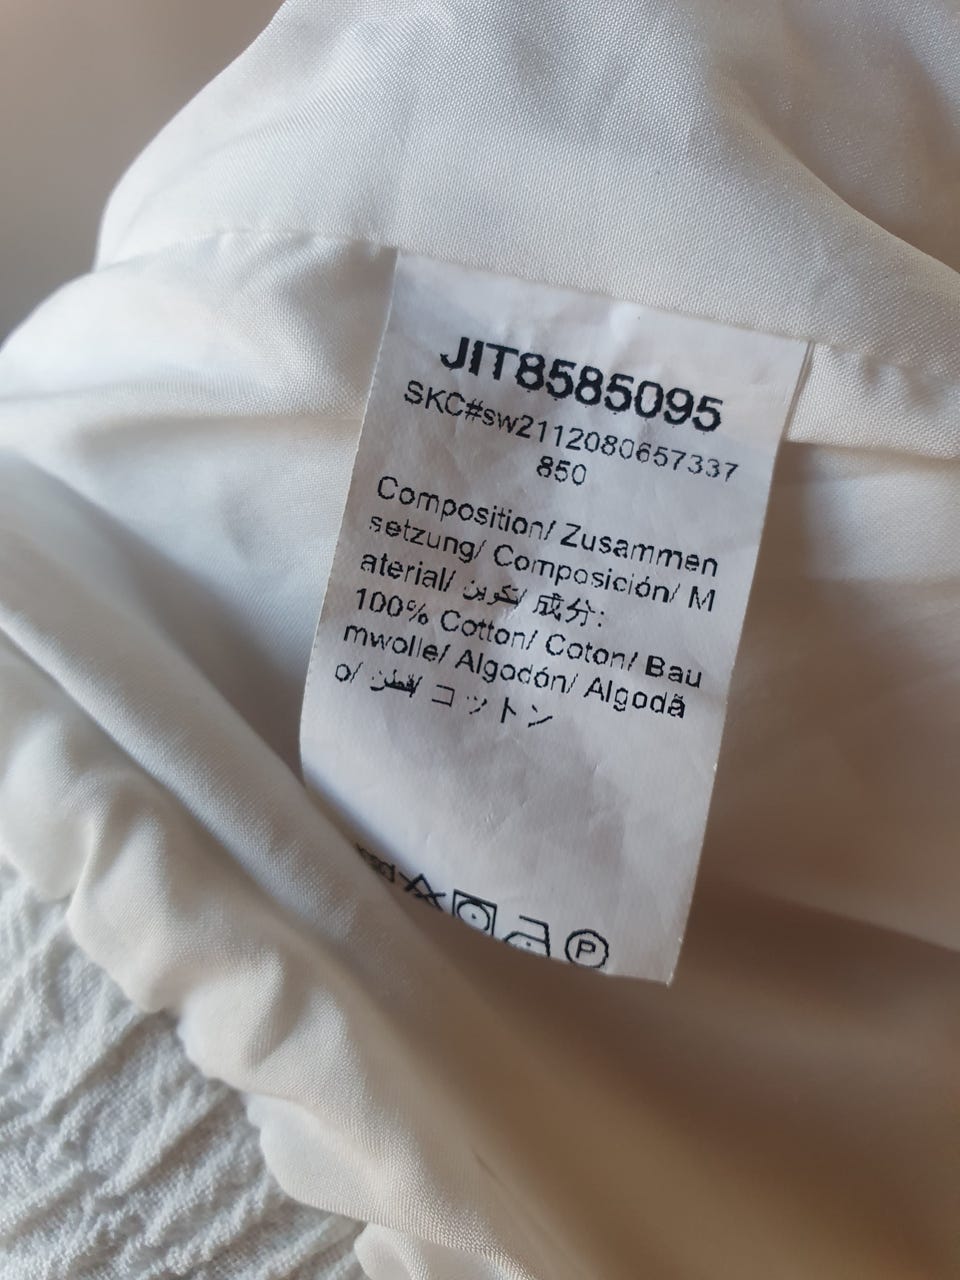 JIT8585095
SKC#sw2112080657337
850
Composition/ Zusammen
setzung/ Composición/ M
aterial/ تكوين/ 成分:
100% Cotton/ Coton/ Bau
mwolle/ Algodón/ Algodã
o/ قطن/ コットン
P